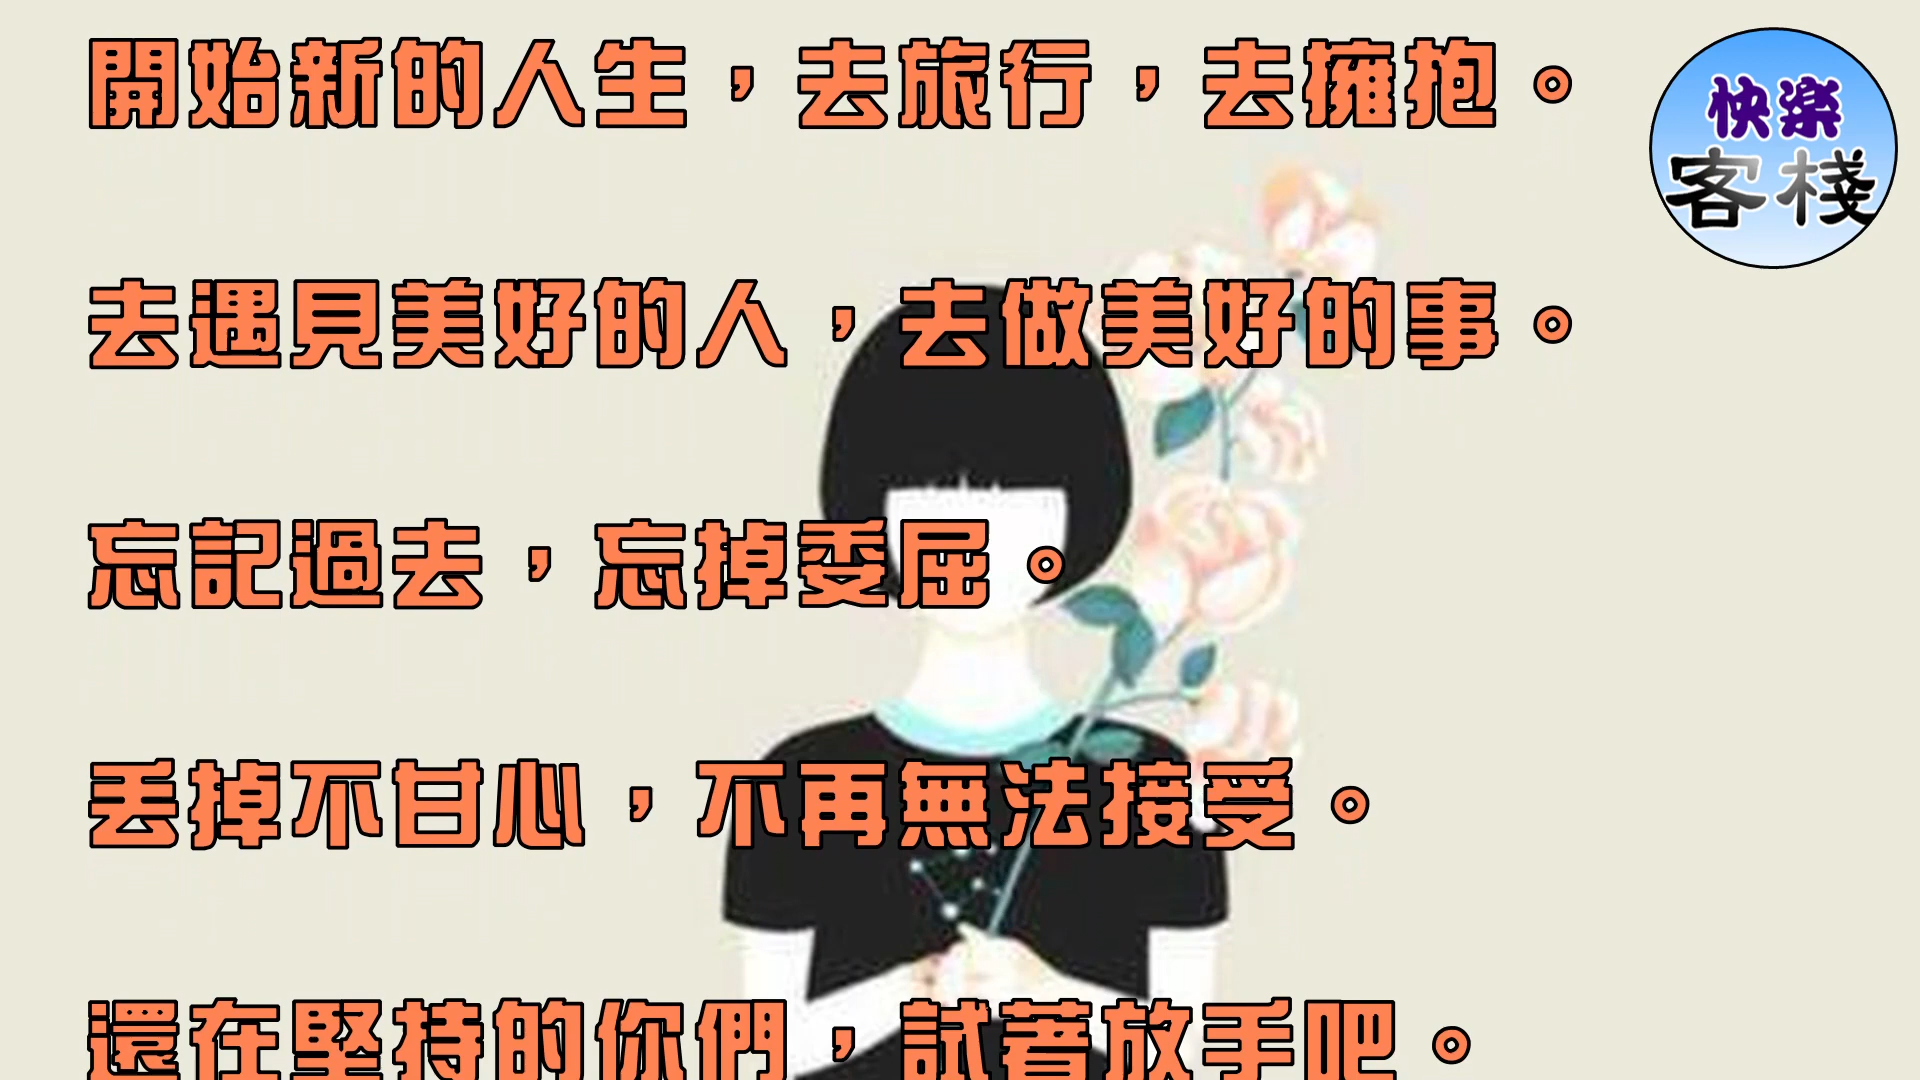 開始新的人生，去旅行，去擁抱。
快楽
客栈
去遇見美好的人，去做美好的事。
忘記過去，忘掉委屈。
丟掉不甘心，不再無法接受。
還在堅持的你們，試著放手吧。